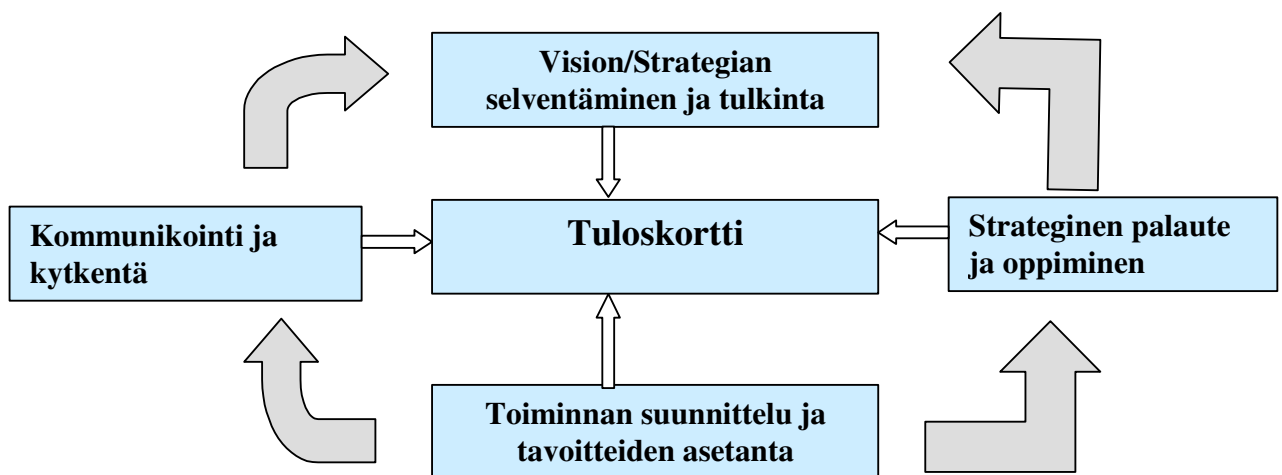 Vision/Strategian
selventäminen ja tulkinta
Kommunikointi ja
kytkentä
Tuloskortti
Strateginen palaute
ja oppiminen
Toiminnan suunnittelu ja
tavoitteiden asetanta